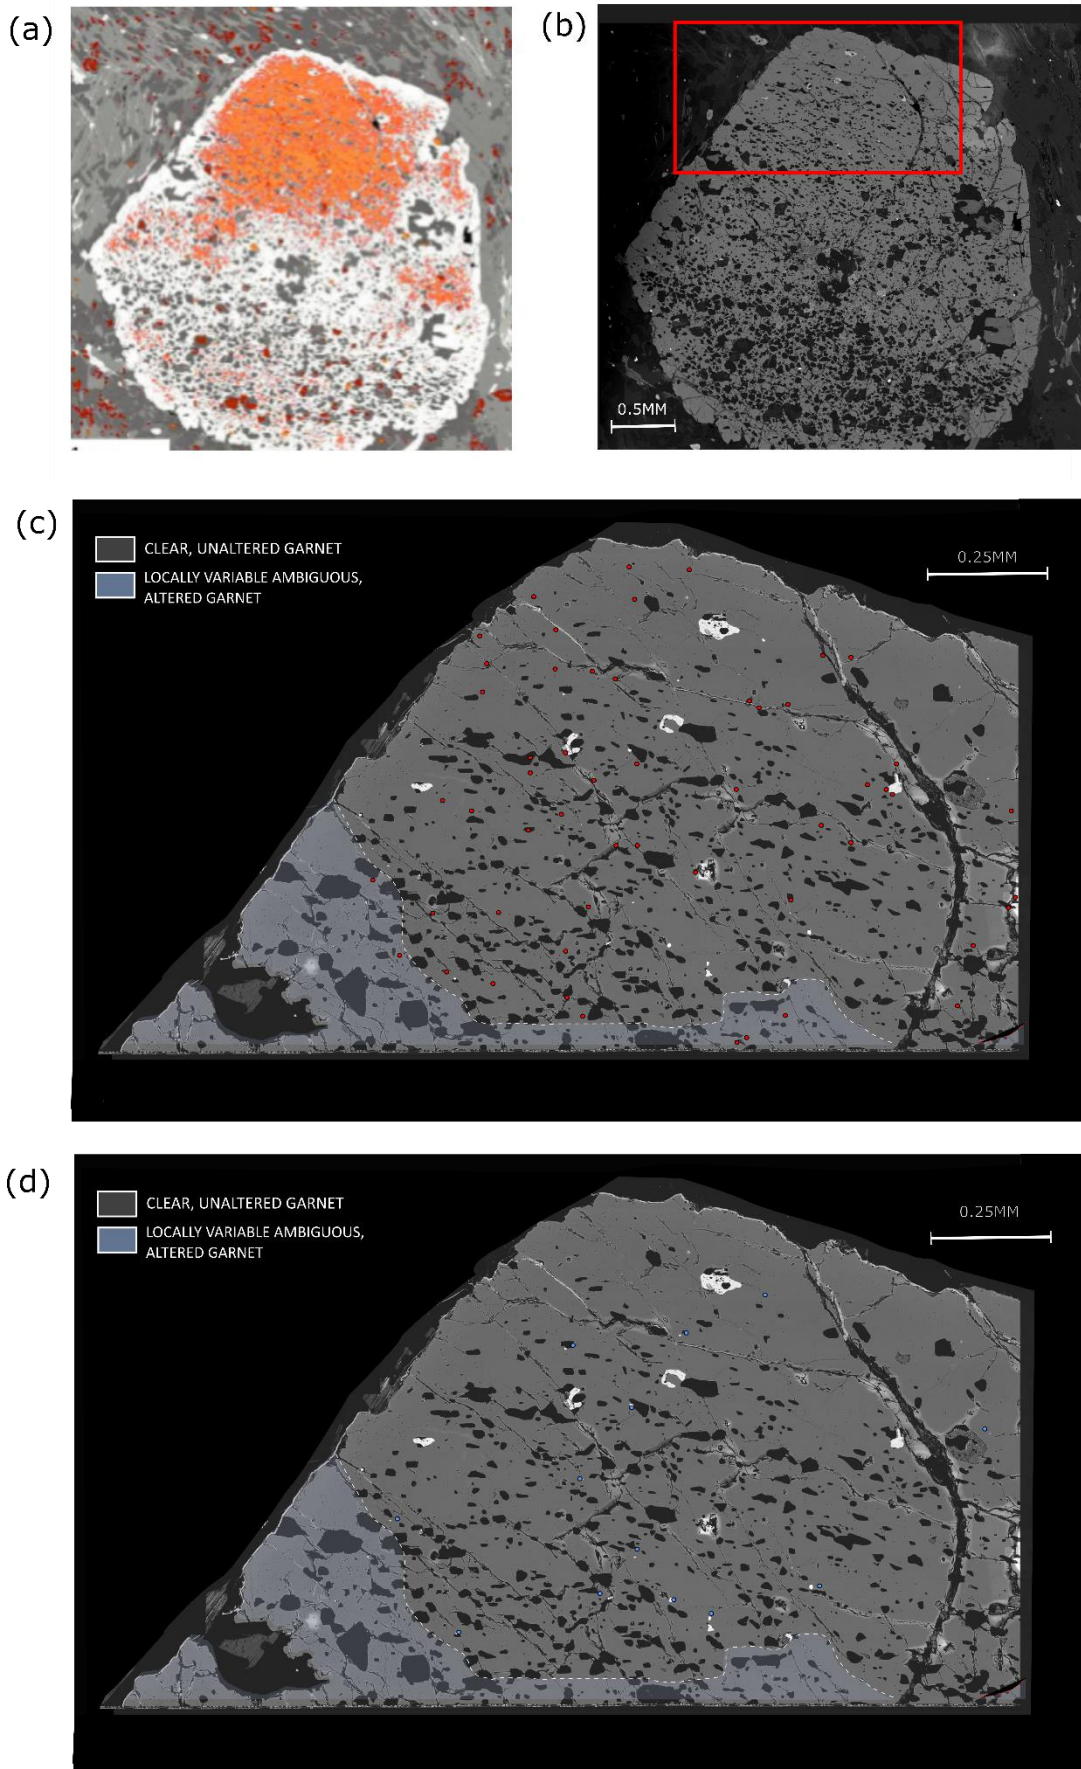 (a)
(b)
0.5MM
(c)
CLEAR, UNALTERED GARNET
LOCALLY VARIABLE AMBIGUOUS,
ALTERED GARNET
0.25MM
(d)
CLEAR, UNALTERED GARNET
LOCALLY VARIABLE AMBIGUOUS,
ALTERED GARNET
0.25MM